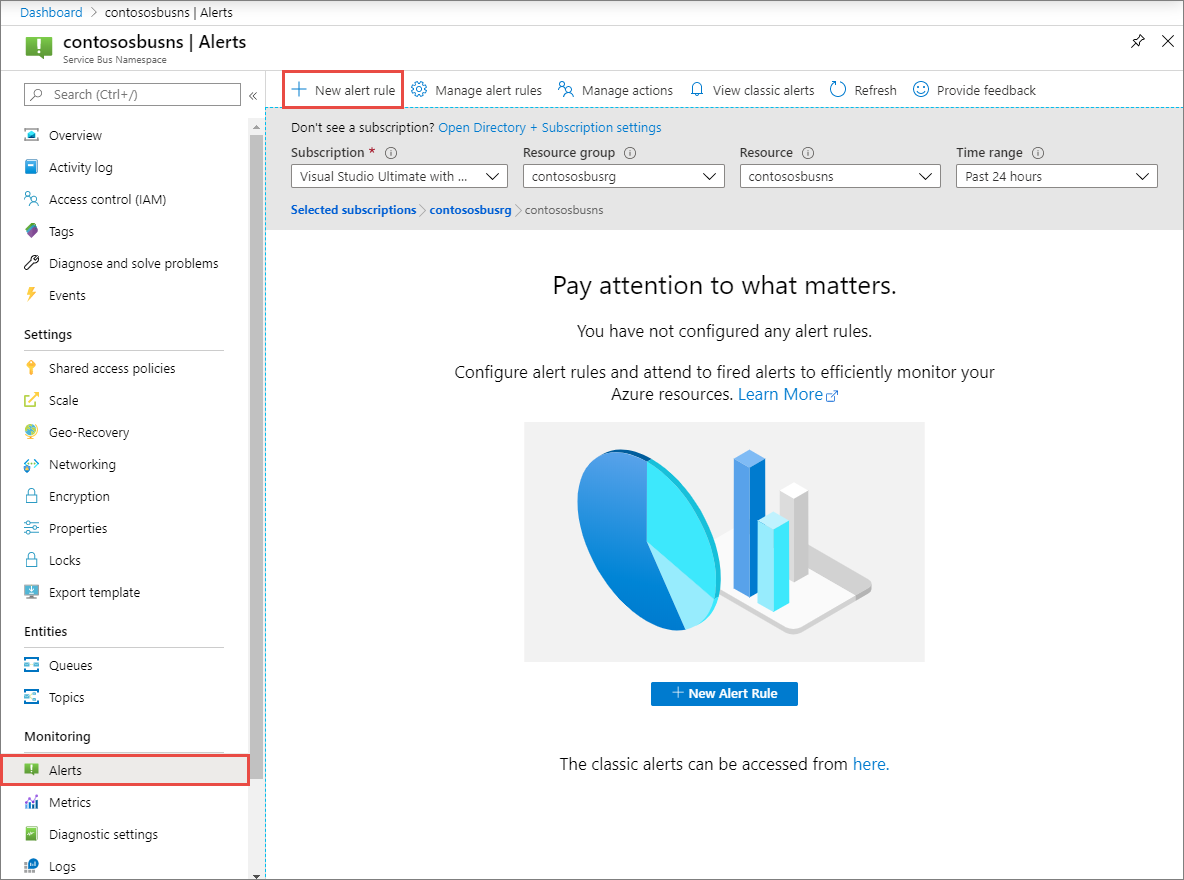 Dashboard > contososbusns | Alerts
contososbusns | Alerts
Service Bus Namespace
Search (Ctrl+/)
«
Overview
Activity log
Access control (IAM)
Tags
Diagnose and solve problems
Events
Settings
Shared access policies
Scale
Geo-Recovery
Networking
Encryption
Properties
Locks
Export template
Entities
Queues
Topics
Monitoring
Alerts
Metrics
Diagnostic settings
Logs
New alert rule Manage alert rules Manage actions View classic alerts Refresh Provide feedback
Don't see a subscription? Open Directory + Subscription settings
Subscription * Resource group Resource Time range
Visual Studio Ultimate with ... contososbusrg contososbusns Past 24 hours
Selected subscriptions > contososbusrg > contososbusns
Pay attention to what matters.
You have not configured any alert rules.
Configure alert rules and attend to fired alerts to efficiently monitor your
Azure resources. Learn More
+ New Alert Rule
The classic alerts can be accessed from here.